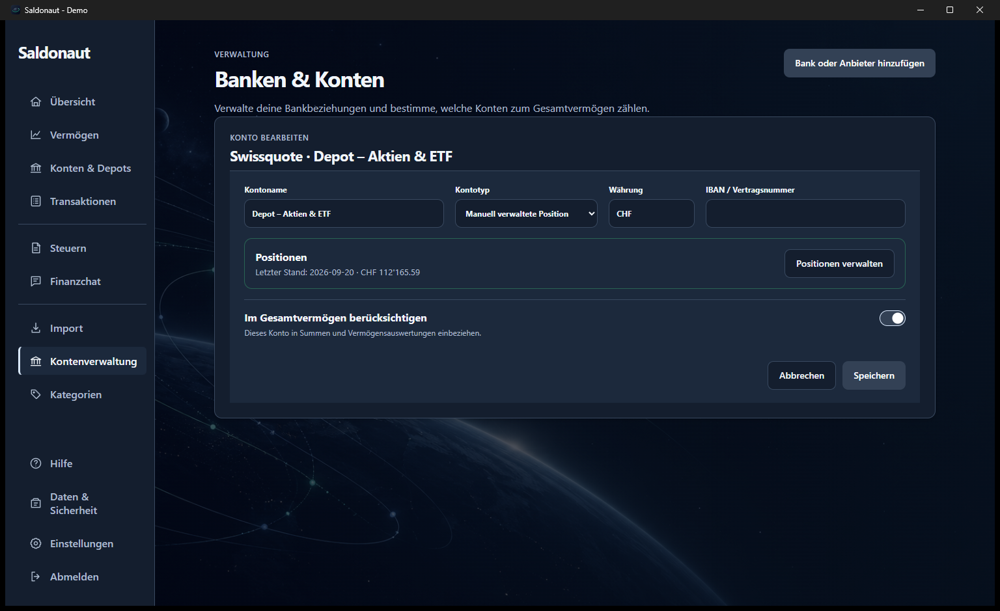 Saldonaut - Demo
Saldonaut
Übersicht
Vermögen
Konten & Depots
Transaktionen
Steuern
Finanzchat
Import
Kontenverwaltung
Kategorien
Hilfe
Daten &
Sicherheit
Einstellungen
Abmelden
VERWALTUNG
Banken & Konten
Verwalte deine Bankbeziehungen und bestimme, welche Konten zum Gesamtvermögen zählen.
Bank oder Anbieter hinzufügen
KONTO BEARBEITEN
Swissquote · Depot – Aktien & ETF
Kontoname
Kontotyp
Währung
IBAN / Vertragsnummer
Depot – Aktien & ETF
Manuell verwaltete Position
CHF
Positionen
Letzter Stand: 2026-09-20 · CHF 112'165.59
Positionen verwalten
Im Gesamtvermögen berücksichtigen
Dieses Konto in Summen und Vermögensauswertungen einbeziehen.
Abbrechen
Speichern